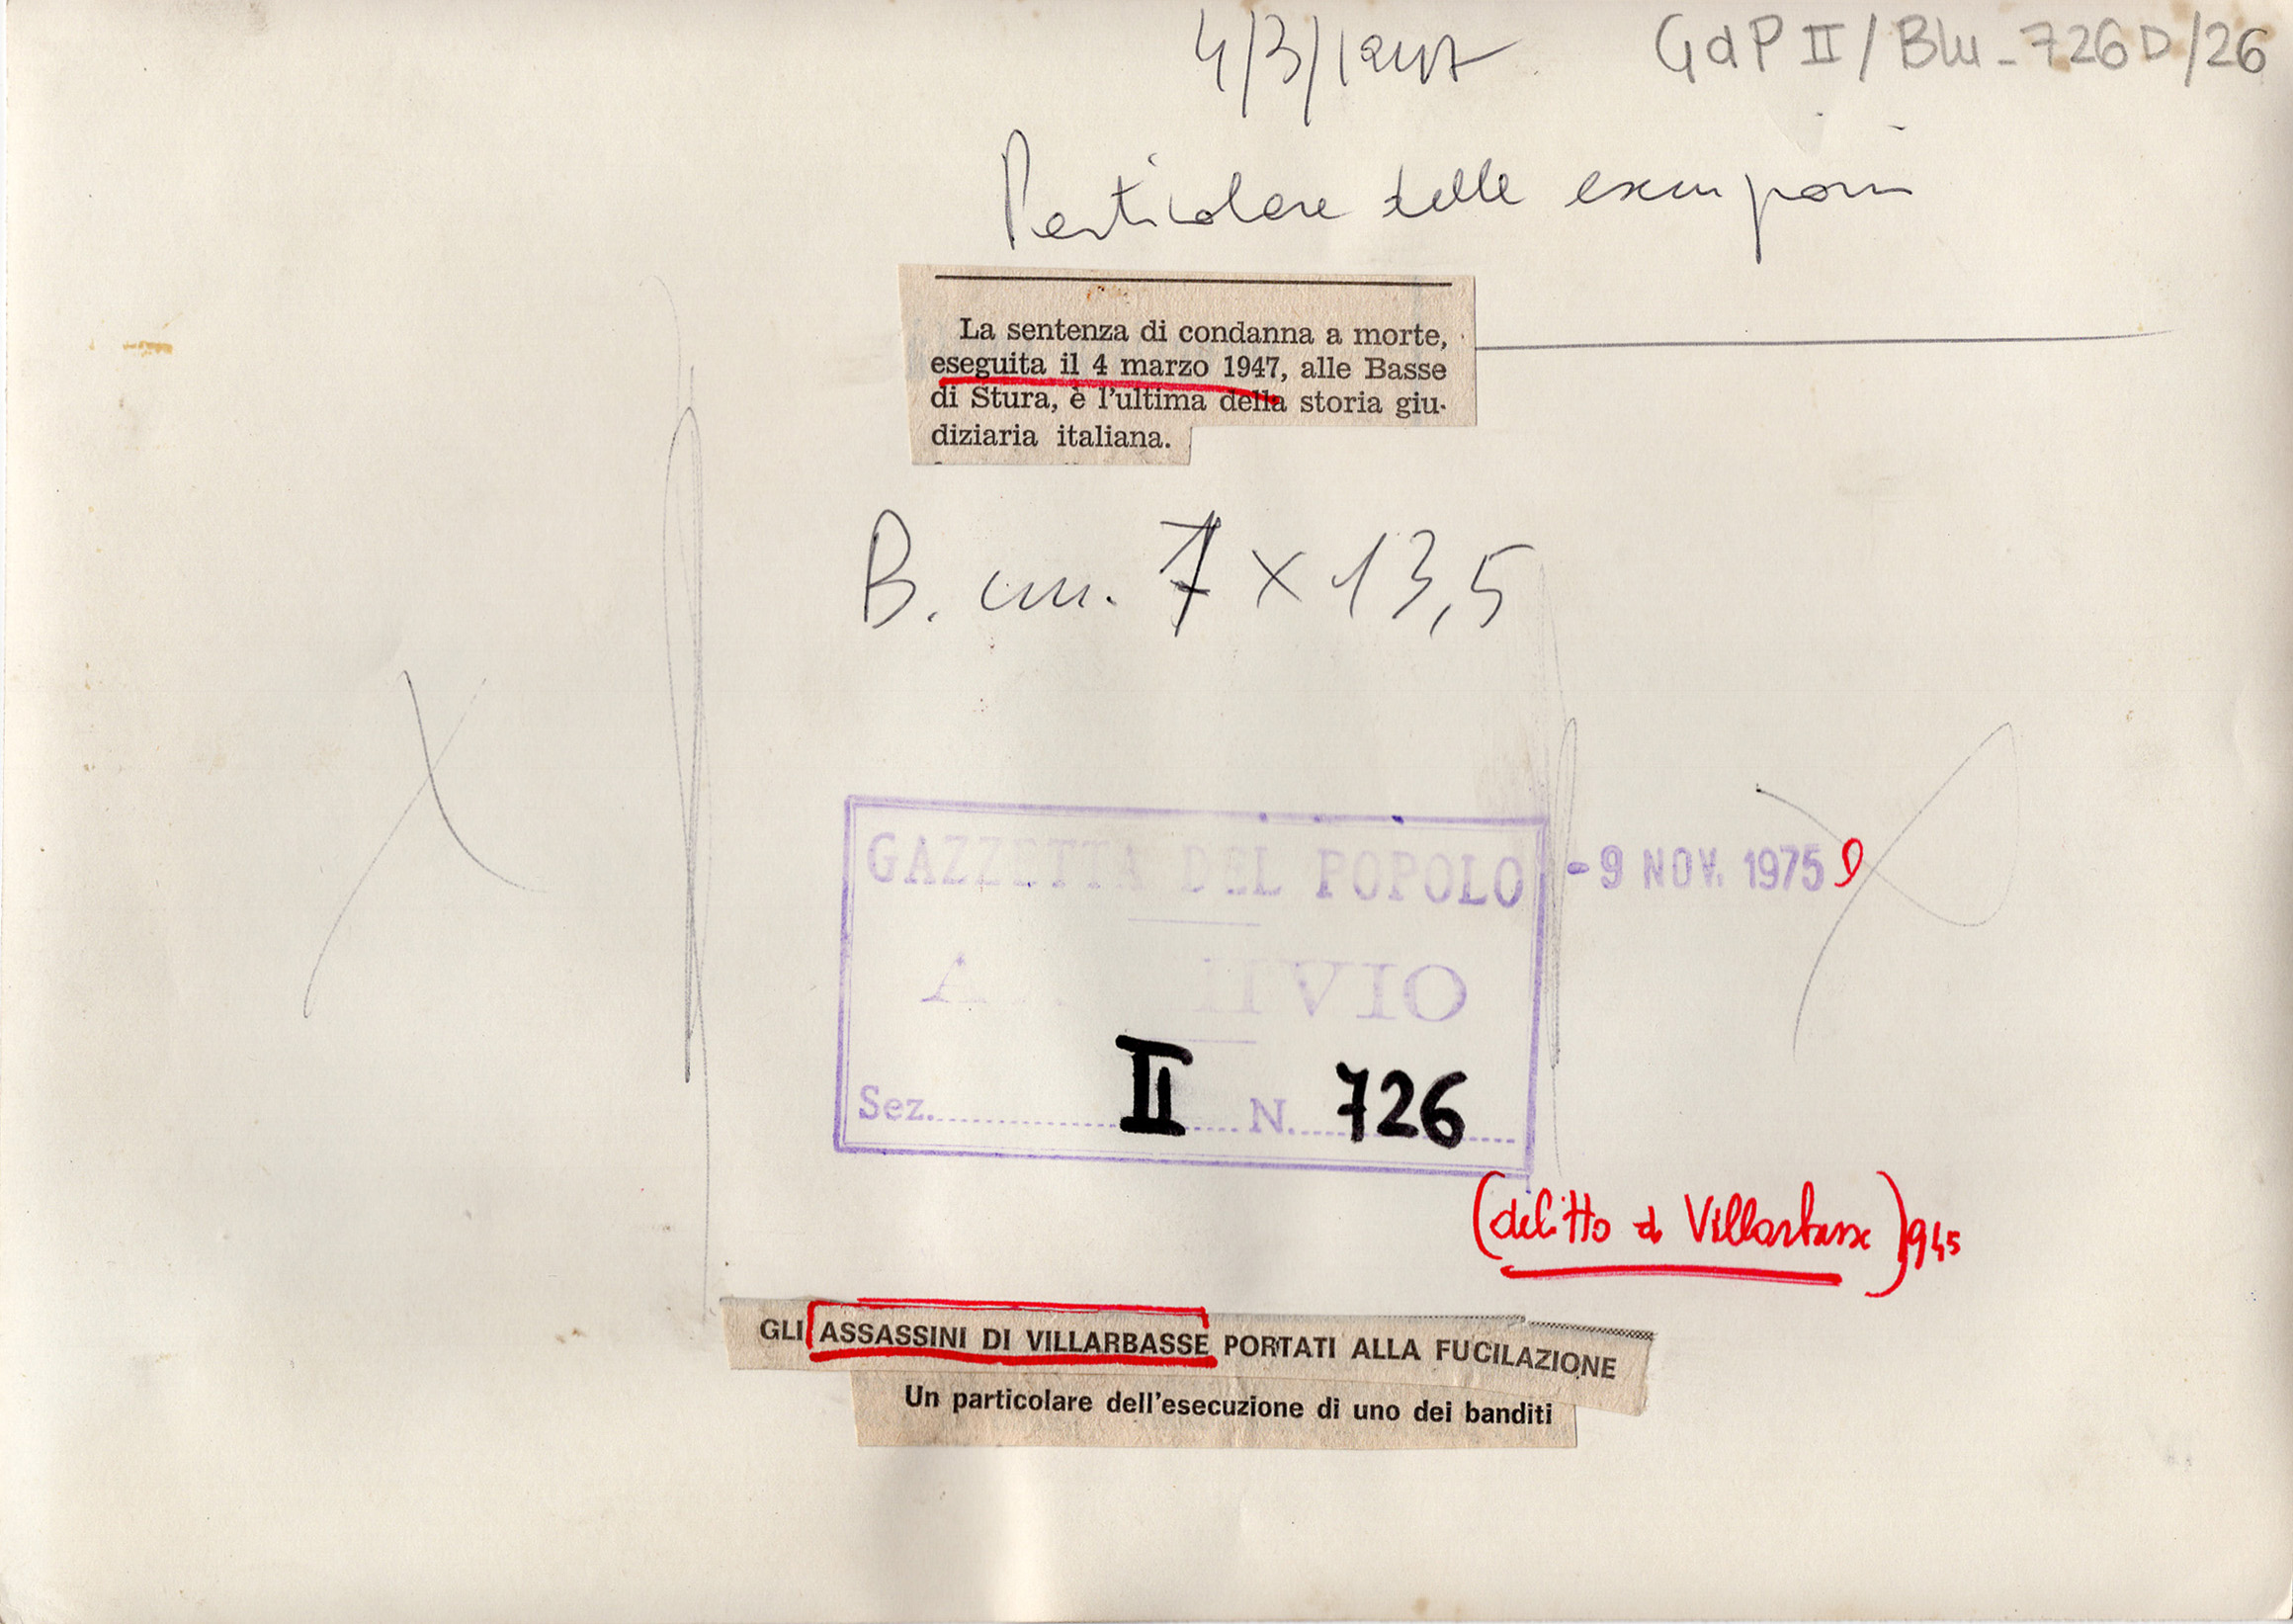 4/3/1947
GdP II/Blu-726D/26
Particolare delle esecuzioni
La sentenza di condanna a morte,
eseguita il 4 marzo 1947, alle Basse
di Stura, è l'ultima della storia giu-
diziaria italiana.
B. cm. 7 x 13,5
GAZZETTA DEL POPOLO
-9 NOV. 1975
Sez. II N. 726
(delitto di Villarbasse) 945
GLI ASSASSINI DI VILLARBASSE PORTATI ALLA FUCILAZIONE
Un particolare dell'esecuzione di uno dei banditi